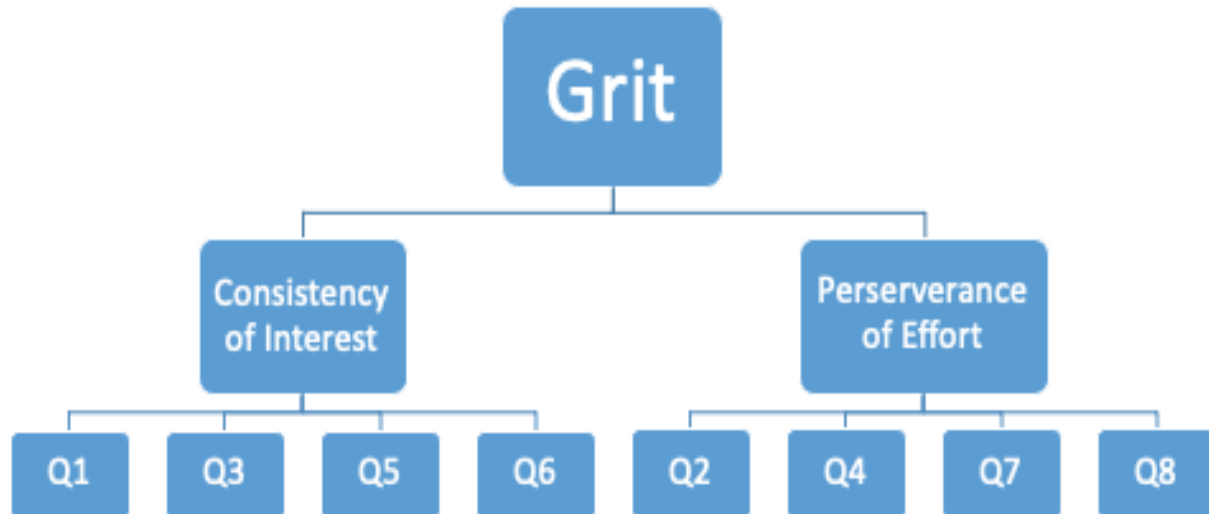 Grit
Consistency
of Interest
Perserverance
of Effort
Q1
Q3
Q5
Q6
Q2
Q4
Q7
Q8